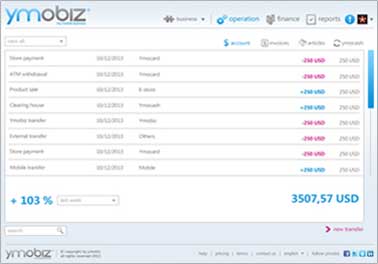 ymobiz
business
operation
finance
reports
view all
account
invoices
articles
ymocash
Store payment 10/12/2013 Ymocard -250 USD 250 USD
ATM withdrawal 10/12/2013 Ymocard -250 USD 250 USD
Product sale 10/12/2013 E-store +250 USD 250 USD
Clearing house 10/12/2013 Ymocash +250 USD 250 USD
Ymobiz transfer 10/12/2013 Ymobiz -250 USD 250 USD
External transfer 10/12/2013 Others -250 USD 250 USD
Store payment 10/12/2013 Ymocard -250 USD 250 USD
Mobile transfer 10/12/2013 Mobile +250 USD 250 USD
+ 103 %
last week
3507,57 USD
search
new transfer
ymobiz
© copyright by ymobiz
all rights reserved 2013
help | pricing | terms | contact us | english | follow ymobiz